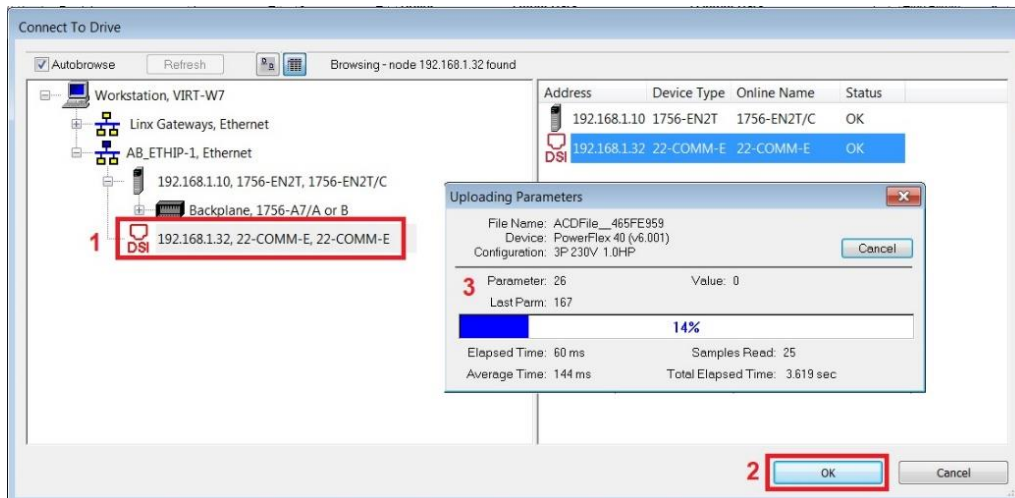 Connect To Drive
Autobrowse
Refresh
Browsing - node 192.168.1.32 found
Workstation, VIRT-W7
Linx Gateways, Ethernet
AB_ETHIP-1, Ethernet
192.168.1.10, 1756-EN2T, 1756-EN2T/C
Backplane, 1756-A7/A or B
1
DSI
192.168.1.32, 22-COMM-E, 22-COMM-E
Address Device Type Online Name Status
192.168.1.10 1756-EN2T 1756-EN2T/C OK
DSI 192.168.1.32 22-COMM-E 22-COMM-E OK
Uploading Parameters
File Name: ACDFile__465FE959
Device: PowerFlex 40 (v6.001)
Configuration: 3P 230V 1.0HP
Cancel
3
Parameter: 26 Value: 0
Last Parm: 167
14%
Elapsed Time: 60 ms Samples Read: 25
Average Time: 144 ms Total Elapsed Time: 3.619 sec
2
OK
Cancel